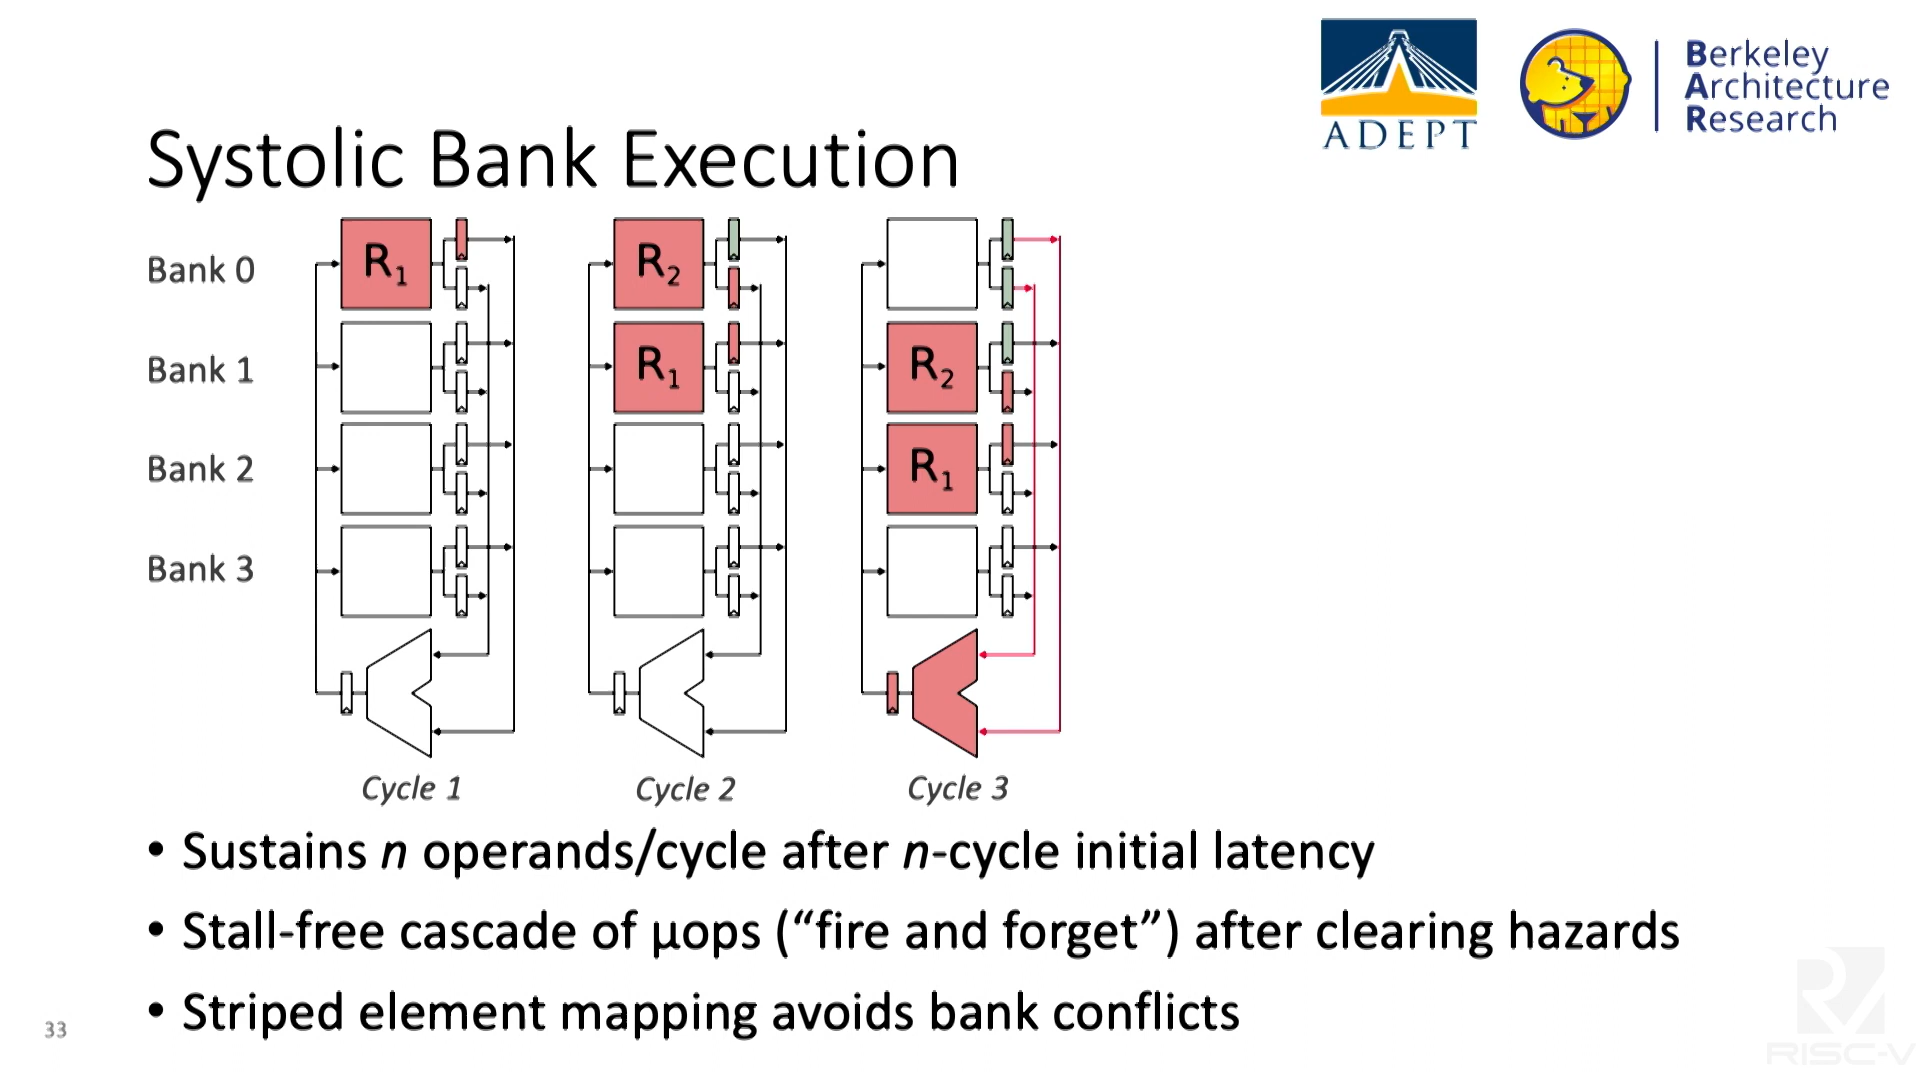 ADEPT
Berkeley
Architecture
Research
Systolic Bank Execution
Bank 0
Bank 1
Bank 2
Bank 3
R1
R2
R1
R2
R1
Cycle 1
Cycle 2
Cycle 3
• Sustains n operands/cycle after n-cycle initial latency
• Stall-free cascade of μops (“fire and forget”) after clearing hazards
• Striped element mapping avoids bank conflicts
33
RISC-V